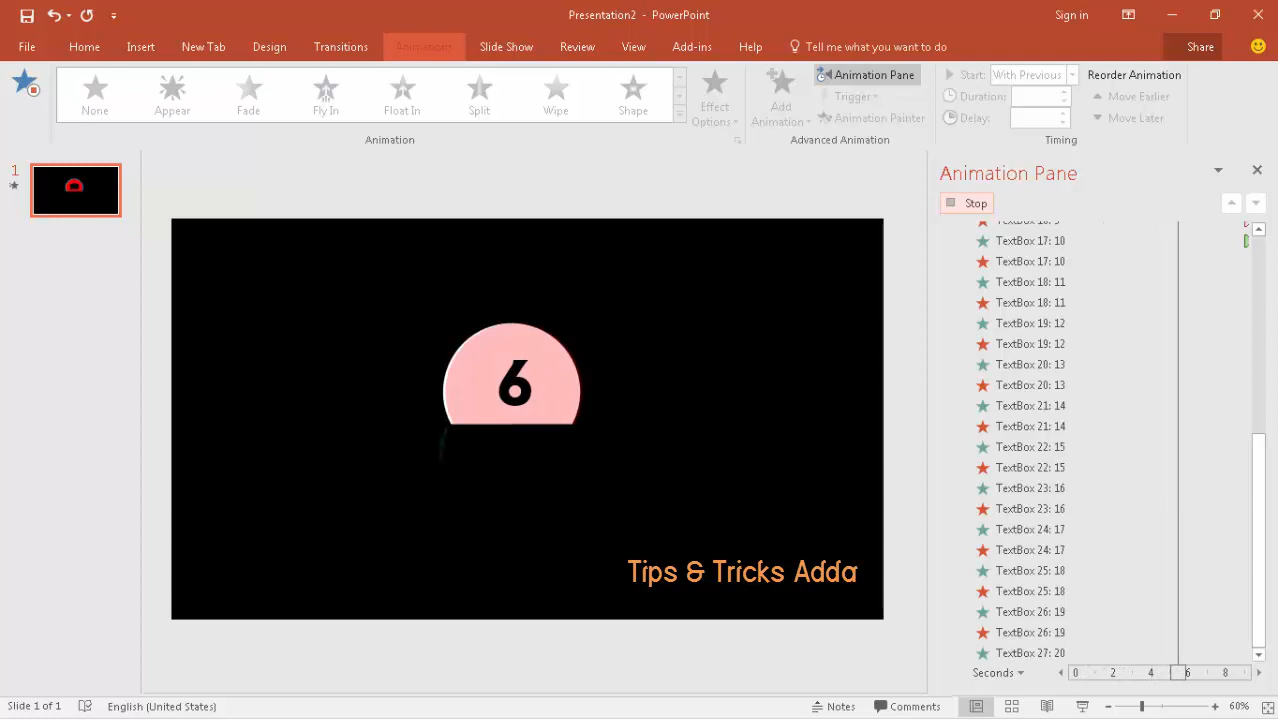 Presentation2 - PowerPoint
Sign in
File Home Insert New Tab Design Transitions Animations Slide Show Review View Add-ins Help Tell me what you want to do Share
None Appear Fade Fly In Float In Split Wipe Shape
Effect Options
Add Animation
Animation Pane
Trigger
Animation Painter
Start: With Previous
Duration:
Delay:
Reorder Animation
Move Earlier
Move Later
Animation
Advanced Animation
Timing
1
6
Tips & Tricks Adda
Animation Pane
Stop
TextBox 17: 10
TextBox 17: 10
TextBox 18: 11
TextBox 18: 11
TextBox 19: 12
TextBox 19: 12
TextBox 20: 13
TextBox 20: 13
TextBox 21: 14
TextBox 21: 14
TextBox 22: 15
TextBox 22: 15
TextBox 23: 16
TextBox 23: 16
TextBox 24: 17
TextBox 24: 17
TextBox 25: 18
TextBox 25: 18
TextBox 26: 19
TextBox 26: 19
TextBox 27: 20
Seconds 0 2 4 6 8
Slide 1 of 1 English (United States) Notes Comments 60%